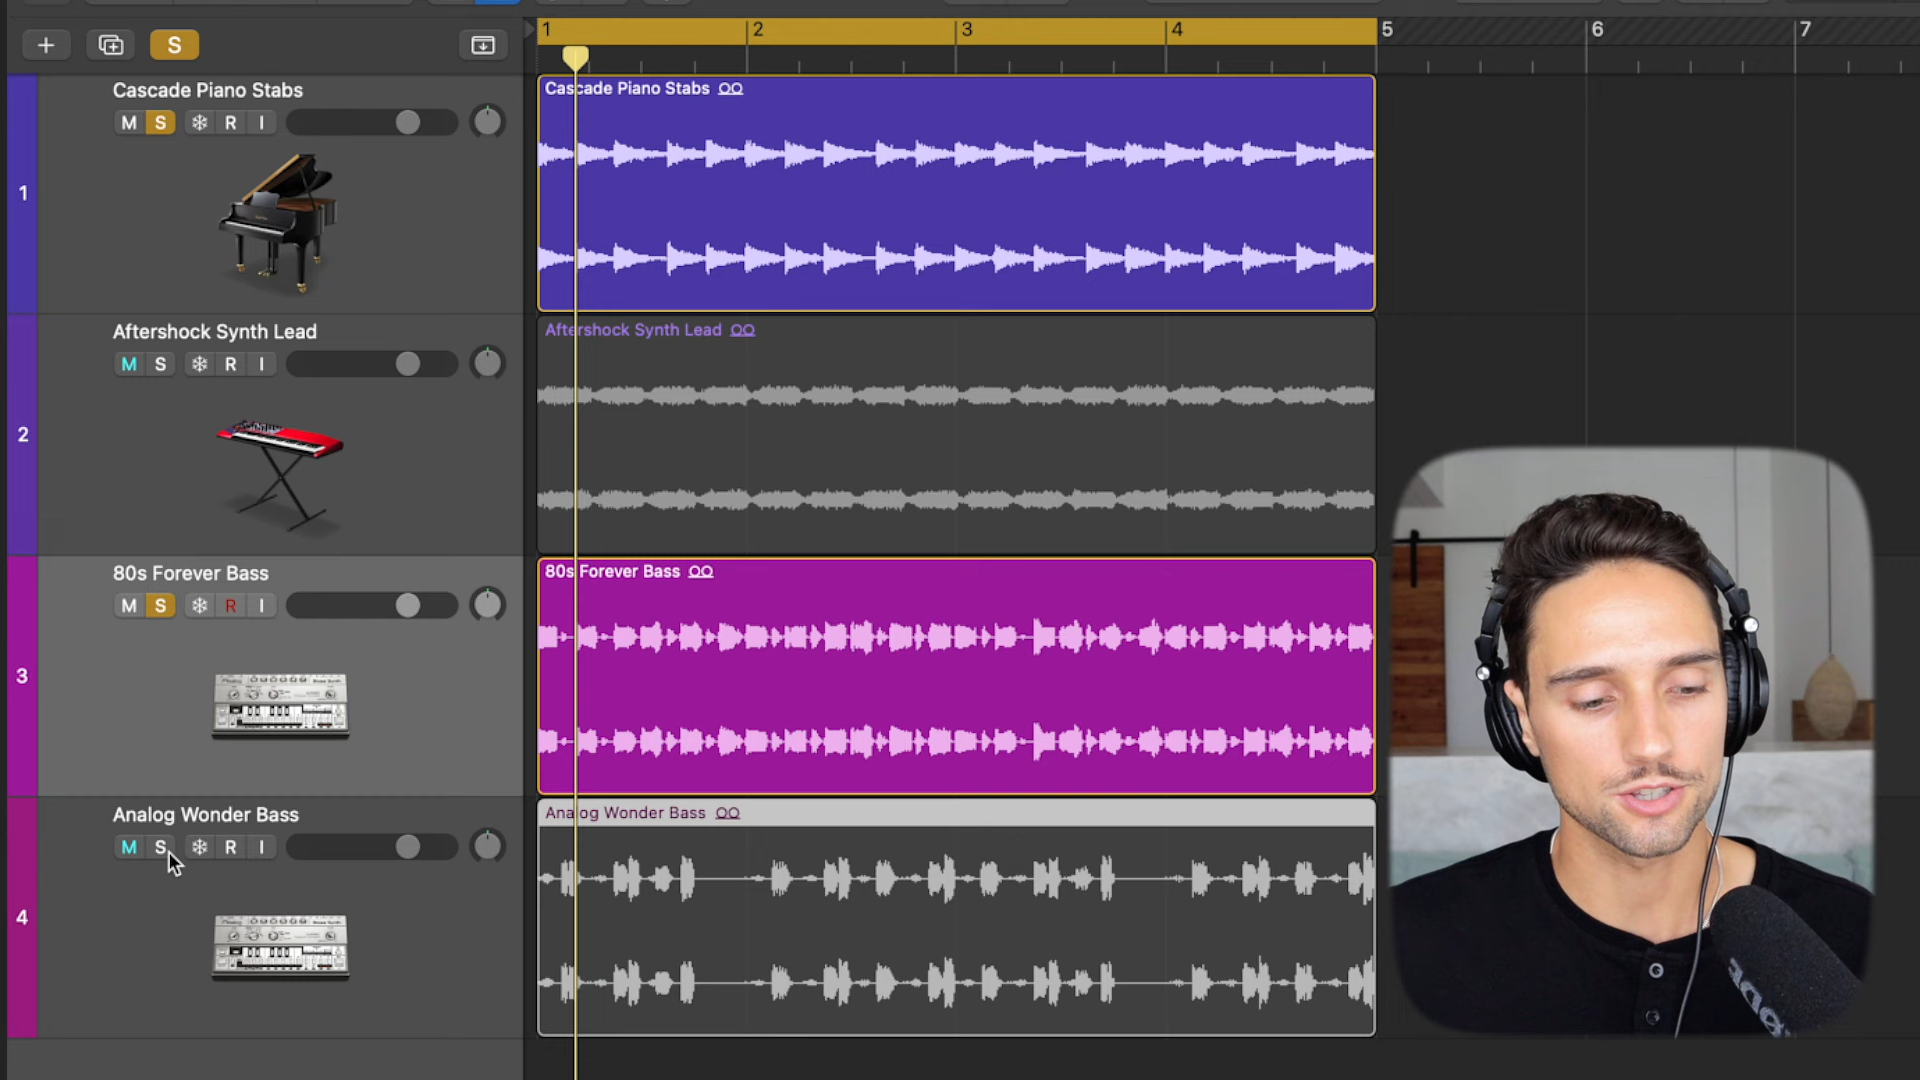 S
1 2 3 4 5 6 7
Cascade Piano Stabs
M S R I
1
Cascade Piano Stabs
Aftershock Synth Lead
M S R I
2
Aftershock Synth Lead
80s Forever Bass
M S R I
3
80s Forever Bass
Analog Wonder Bass
M S R I
4
Analog Wonder Bass